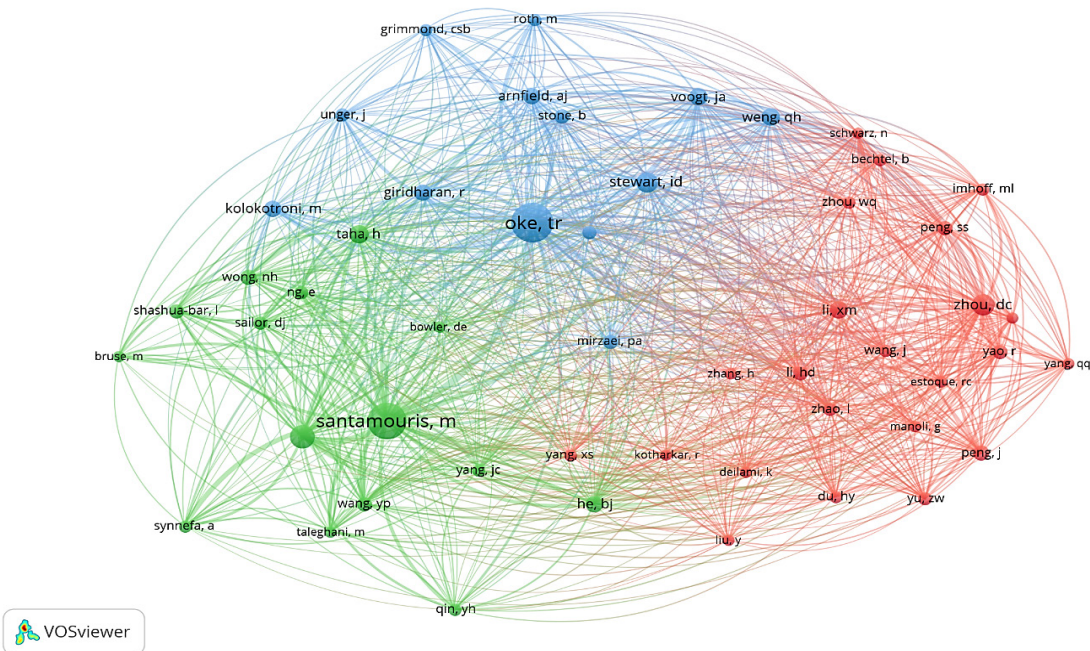 roth, m
grimmond, csb
arnfield, aj
voogt, ja
unger, j
stone, b
weng, qh
schwarz, n
bechtel, b
stewart, id
imhoff, ml
giridharan, r
zhou, wq
kolokotroni, m
oke, tr
peng, ss
taha, h
wong, nh
ng, e
shashua-bar, l
li, xm
zhou, dc
sailor, dj
bowler, de
mirzaei, pa
wang, j
yao, r
bruse, m
yang, qq
zhang, h
li, hd
estoque, rc
zhao, l
santamouris, m
manoli, g
yang, xs
kotharkar, r
peng, j
yang, jc
deilami, k
wang, yp
he, bj
du, hy
yu, zw
synnefa, a
taleghani, m
liu, y
qin, yh
VOSviewer